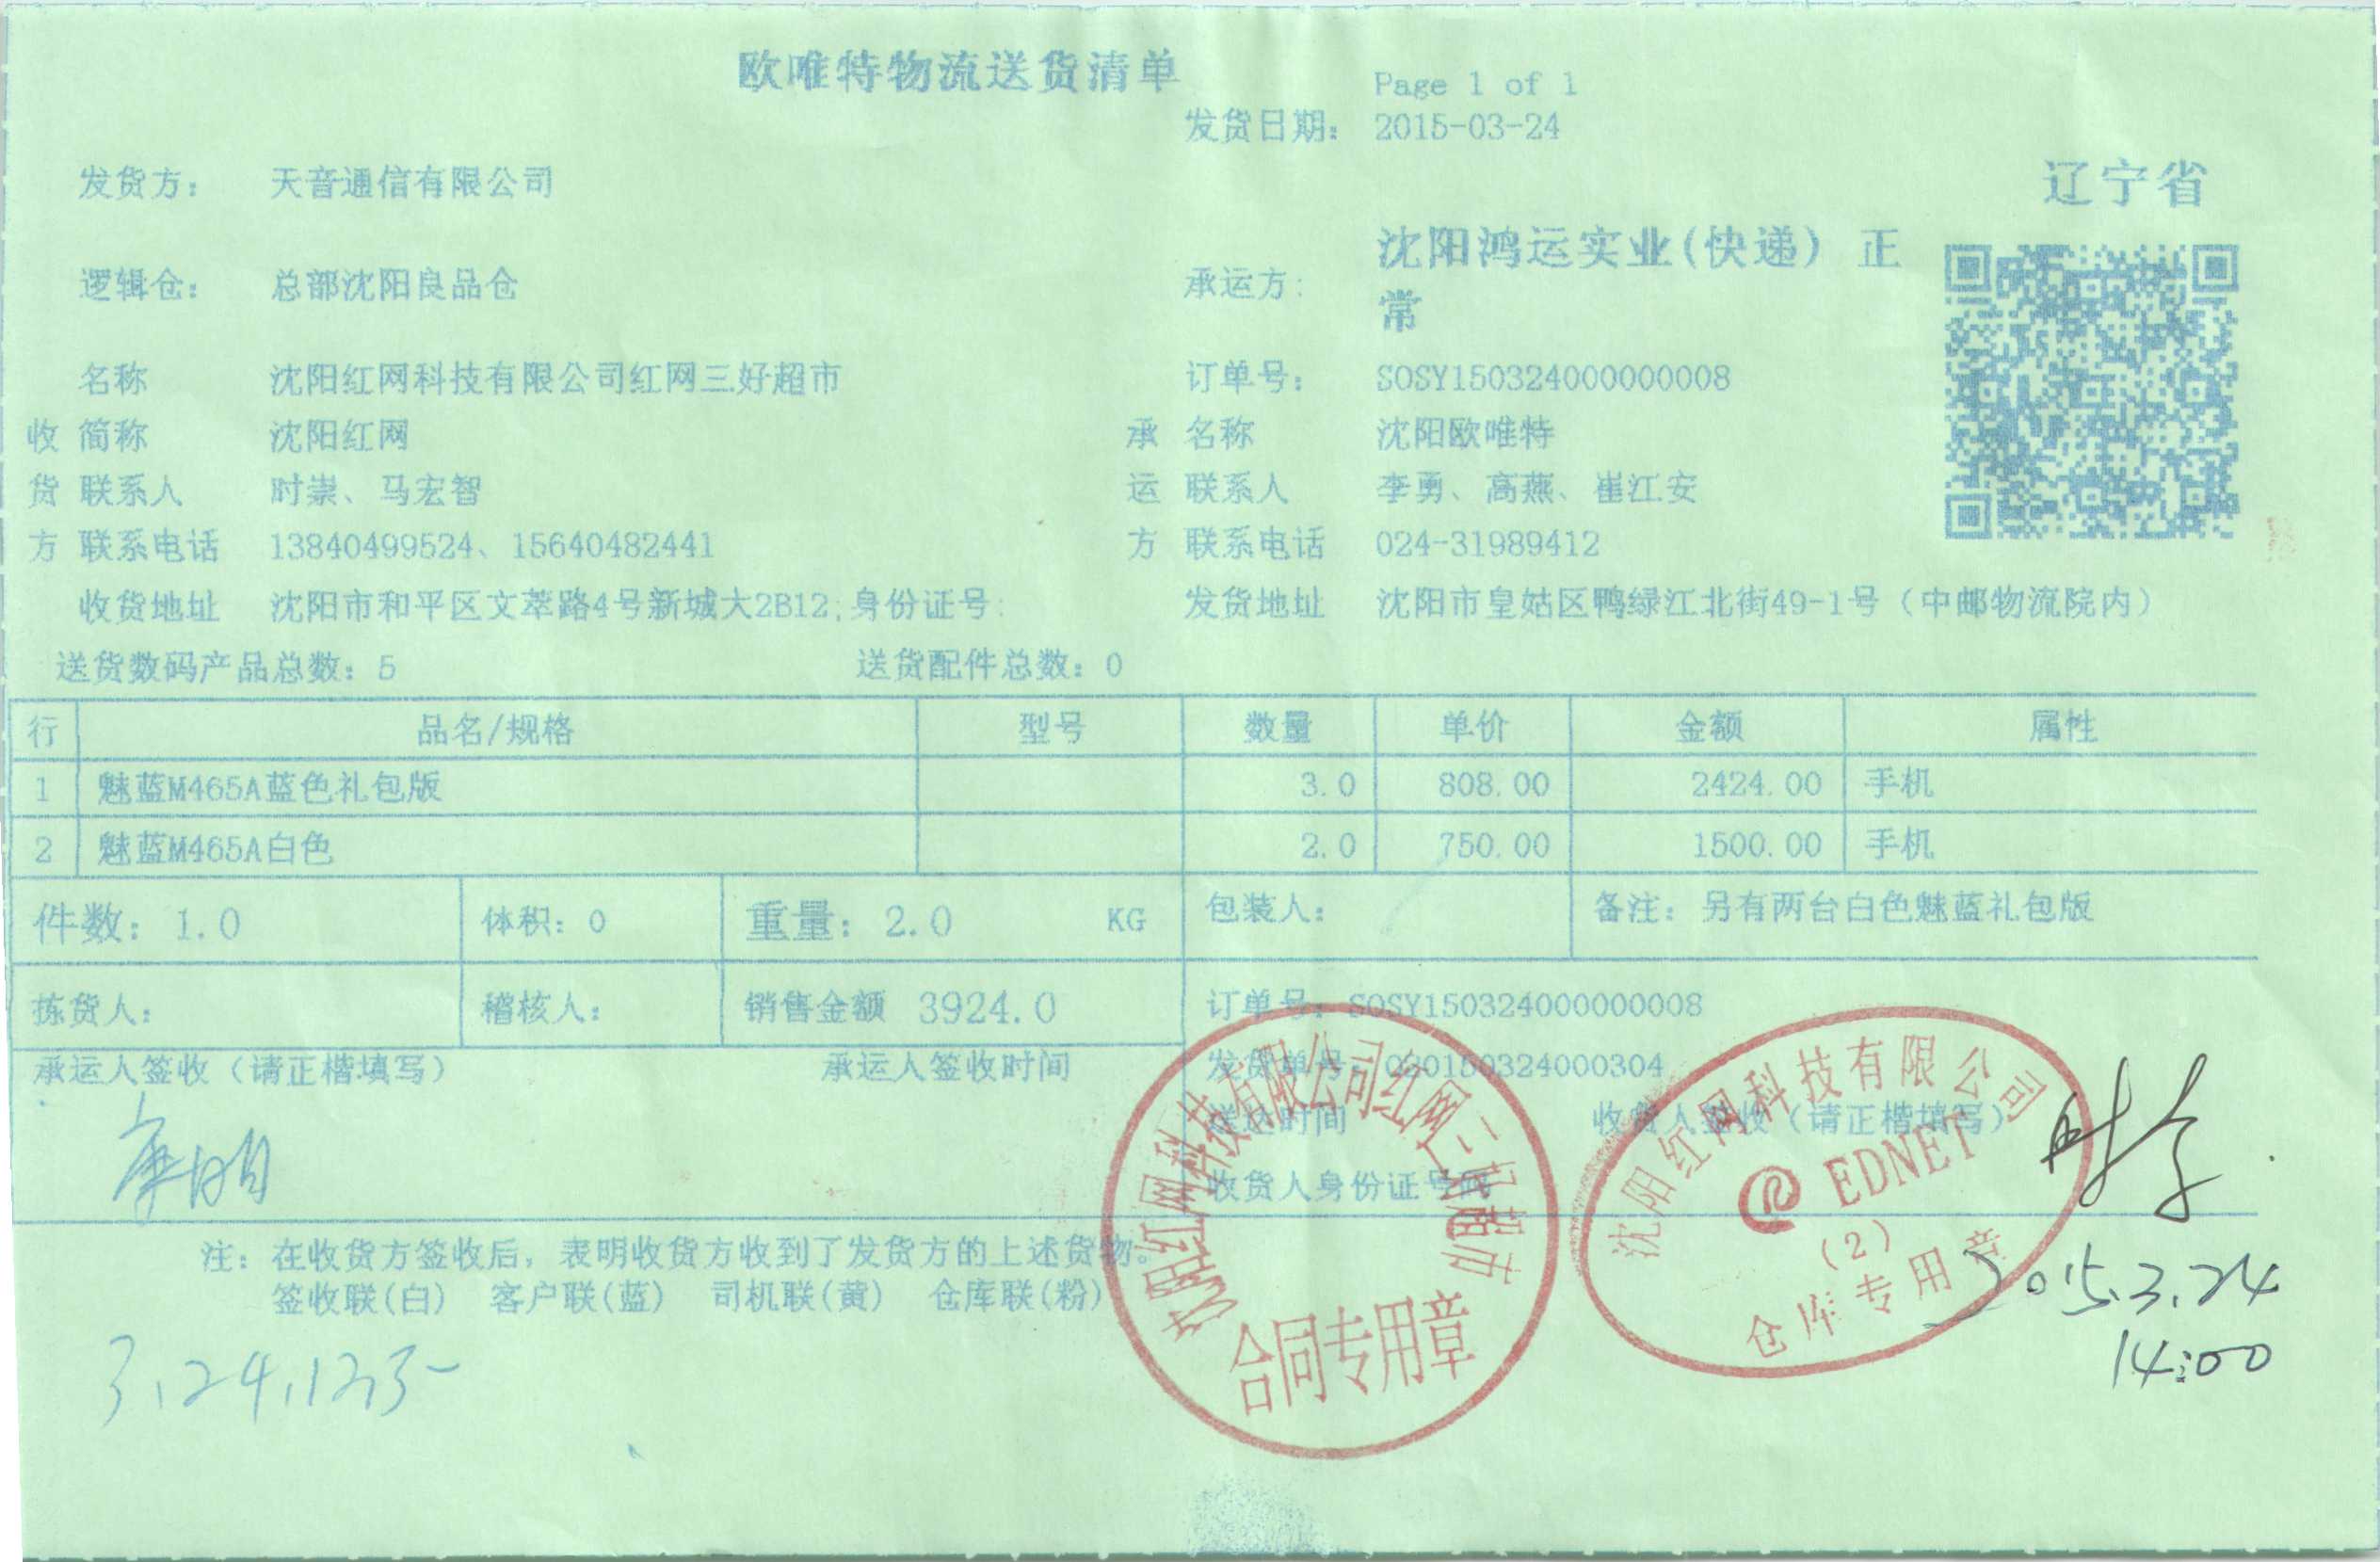 欧唯特物流送货清单
Page 1 of 1
发货日期: 2015-03-24
发货方: 天音通信有限公司
辽宁省
逻辑仓: 总部沈阳良品仓
承运方: 沈阳鸿运实业(快递) 正
常
名称 沈阳红网科技有限公司红网三好超市
订单号: SOSY150324000000008
收 简称 沈阳红网
承 名称 沈阳欧唯特
货 联系人 时崇、马宏智
运 联系人 李勇、高燕、崔江安
方 联系电话 13840499524、15640482441
方 联系电话 024-31989412
收货地址 沈阳市和平区文萃路4号新城大2B12;身份证号:
发货地址 沈阳市皇姑区鸭绿江北街49-1号（中邮物流院内）
送货数码产品总数: 5 送货配件总数: 0
行 品名/规格 型号 数量 单价 金额 属性
1 魅蓝M465A蓝色礼包版 3.0 808.00 2424.00 手机
2 魅蓝M465A白色 2.0 750.00 1500.00 手机
件数: 1.0 体积: 0 重量: 2.0 KG 包装人: 备注: 另有两台白色魅蓝礼包版
拣货人: 稽核人: 销售金额 3924.0 订单号: SOSY150324000000008
承运人签收（请正楷填写） 承运人签收时间
发货单号:
送达时间 收货人签收（请正楷填写）
收货人身份证号码
注: 在收货方签收后，表明收货方收到了发货方的上述货物。
签收联(白) 客户联(蓝) 司机联(黄) 仓库联(粉)
合同专用章
沈阳红网科技有限公司
EDNET
(2)
仓库专用章
2015.3.24
14:00